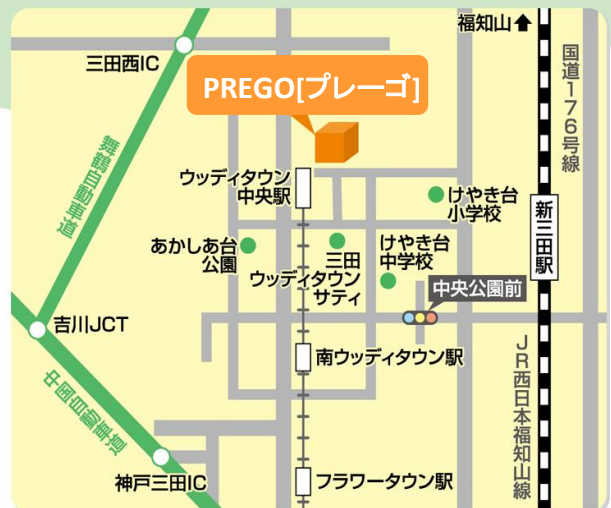 福知山
三田西IC
国道176号線
PREGO[プレーゴ]
舞鶴自動車道
ウッディタウン
中央駅
けやき台
小学校
新三田駅
あかしあ台
公園
三田
ウッディタウン
サティ
けやき台
中学校
中央公園前
吉川JCT
南ウッディタウン駅
JR西日本福知山線
中国自動車道
神戸三田IC
フラワータウン駅